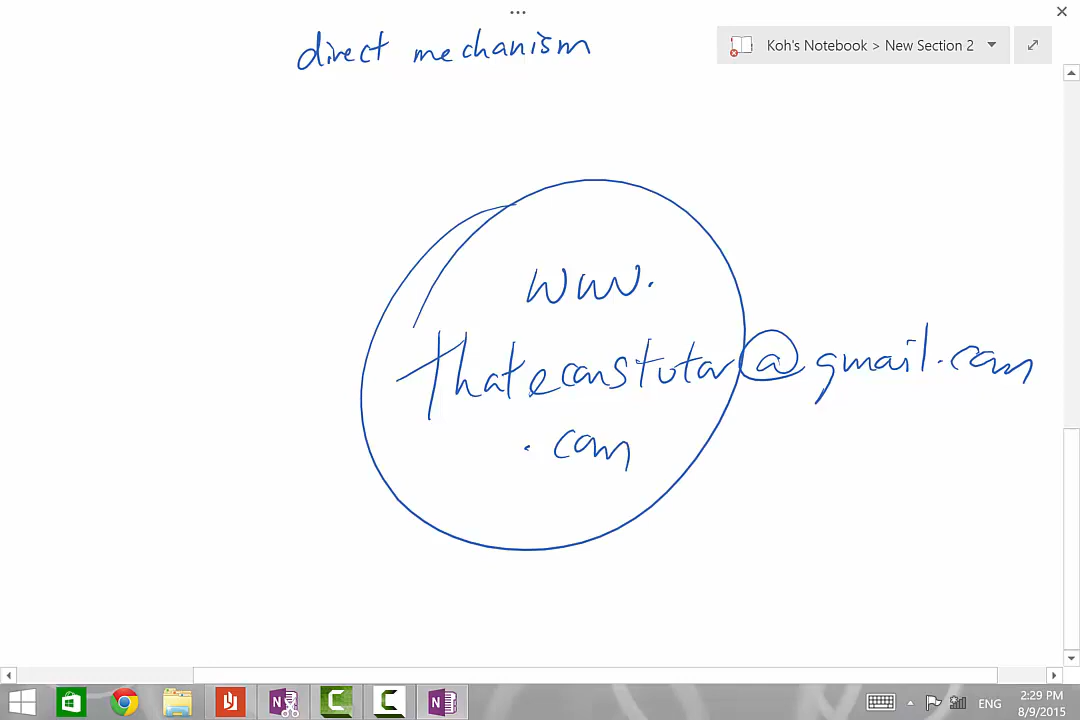 direct mechanism
Koh's Notebook > New Section 2
www.
thateconstutor@gmail.com
.com
ENG
2:29 PM
8/9/2015